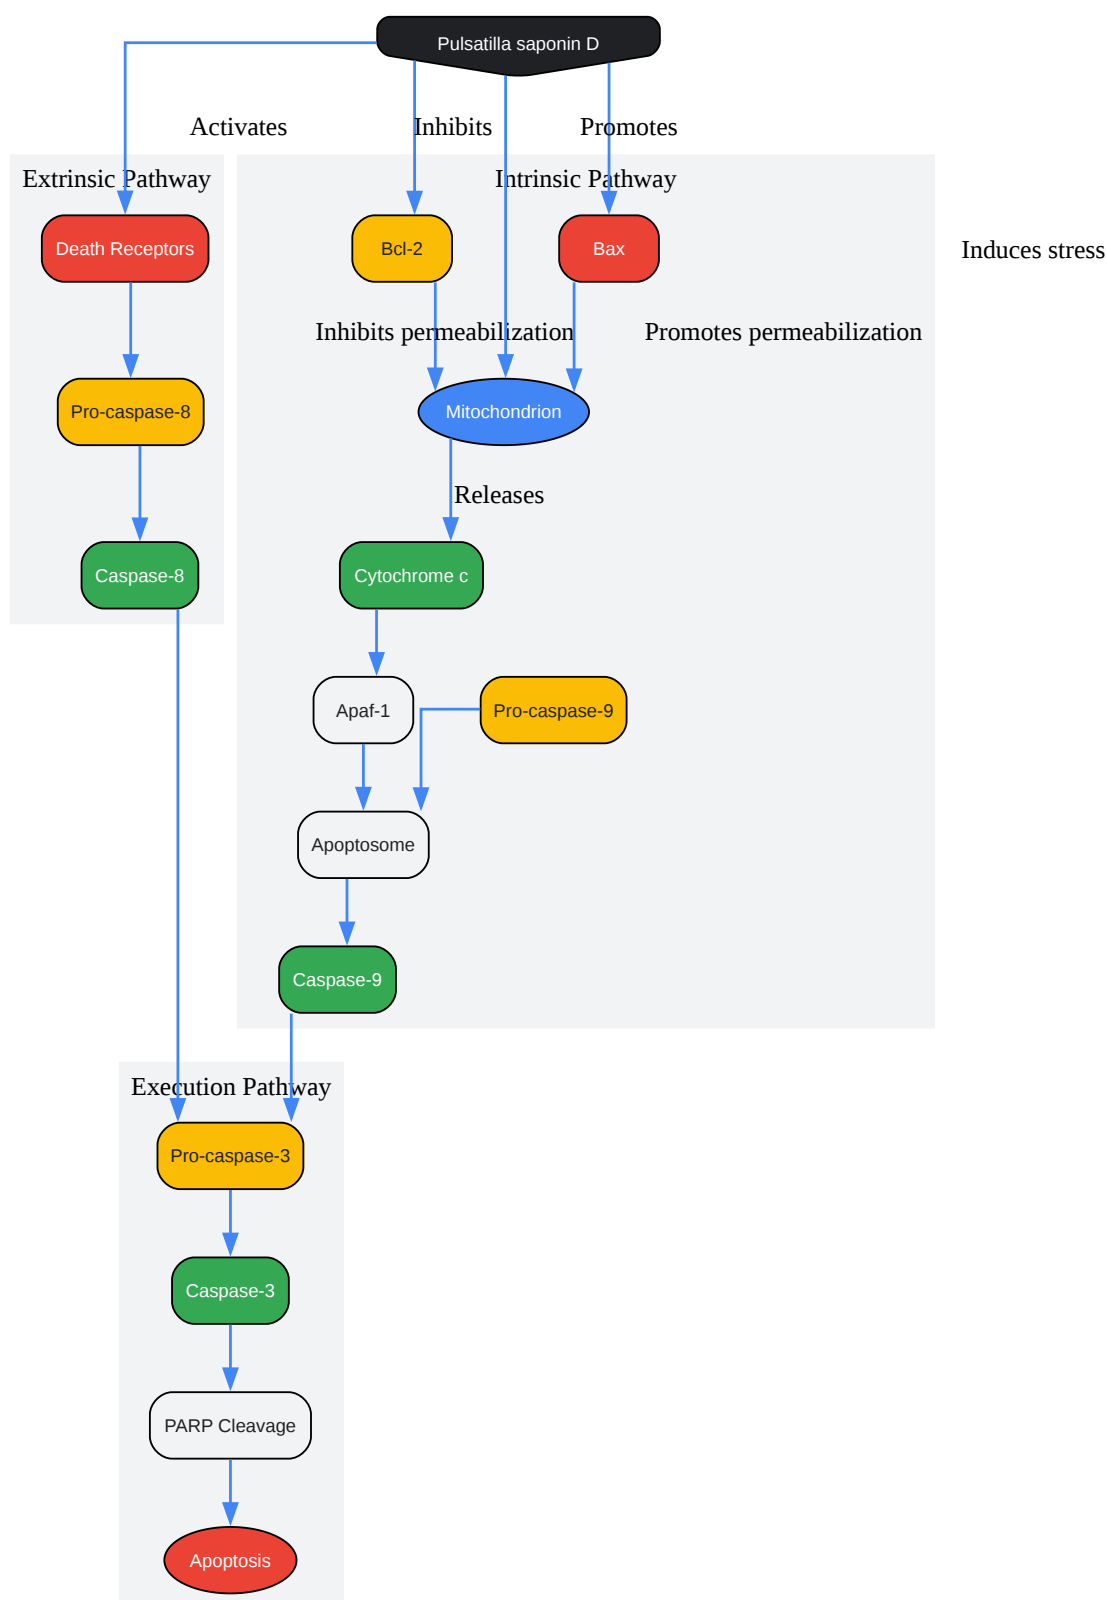 Pulsatilla saponin D
Activates
Inhibits
Promotes
Extrinsic Pathway
Intrinsic Pathway
Death Receptors
Bcl-2
Bax
Induces stress
Inhibits permeabilization
Promotes permeabilization
Pro-caspase-8
Mitochondrion
Releases
Caspase-8
Cytochrome c
Apaf-1
Pro-caspase-9
Apoptosome
Caspase-9
Execution Pathway
Pro-caspase-3
Caspase-3
PARP Cleavage
Apoptosis